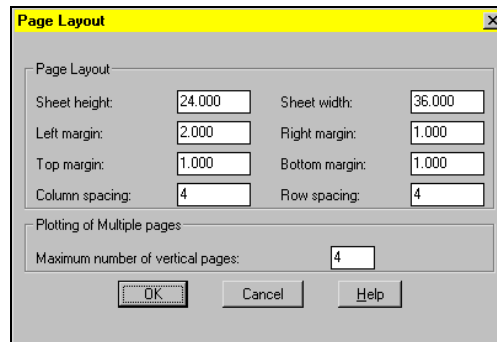 Page Layout
Page Layout
Sheet height: 24.000 Sheet width: 36.000
Left margin: 2.000 Right margin: 1.000
Top margin: 1.000 Bottom margin: 1.000
Column spacing: 4 Row spacing: 4
Plotting of Multiple pages
Maximum number of vertical pages: 4
OK Cancel Help